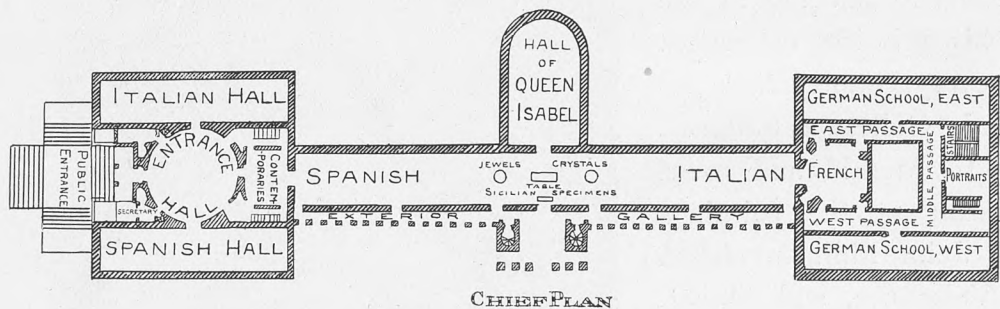 ITALIAN HALL
PUBLIC
ENTRANCE
ENTRANCE
HALL
CONTEM-
PORARIES
SECRETARY
SPANISH HALL
HALL
OF
QUEEN
ISABEL
SPANISH
JEWELS
CRYSTALS
TABLE
SICILIAN SPECIMENS
ITALIAN
EXTERIOR GALLERY
GERMAN SCHOOL, EAST
EAST PASSAGE
FRENCH
MIDDLE PASSAGE
STAIRS
PORTRAITS
WEST PASSAGE
GERMAN SCHOOL, WEST
CHIEF PLAN